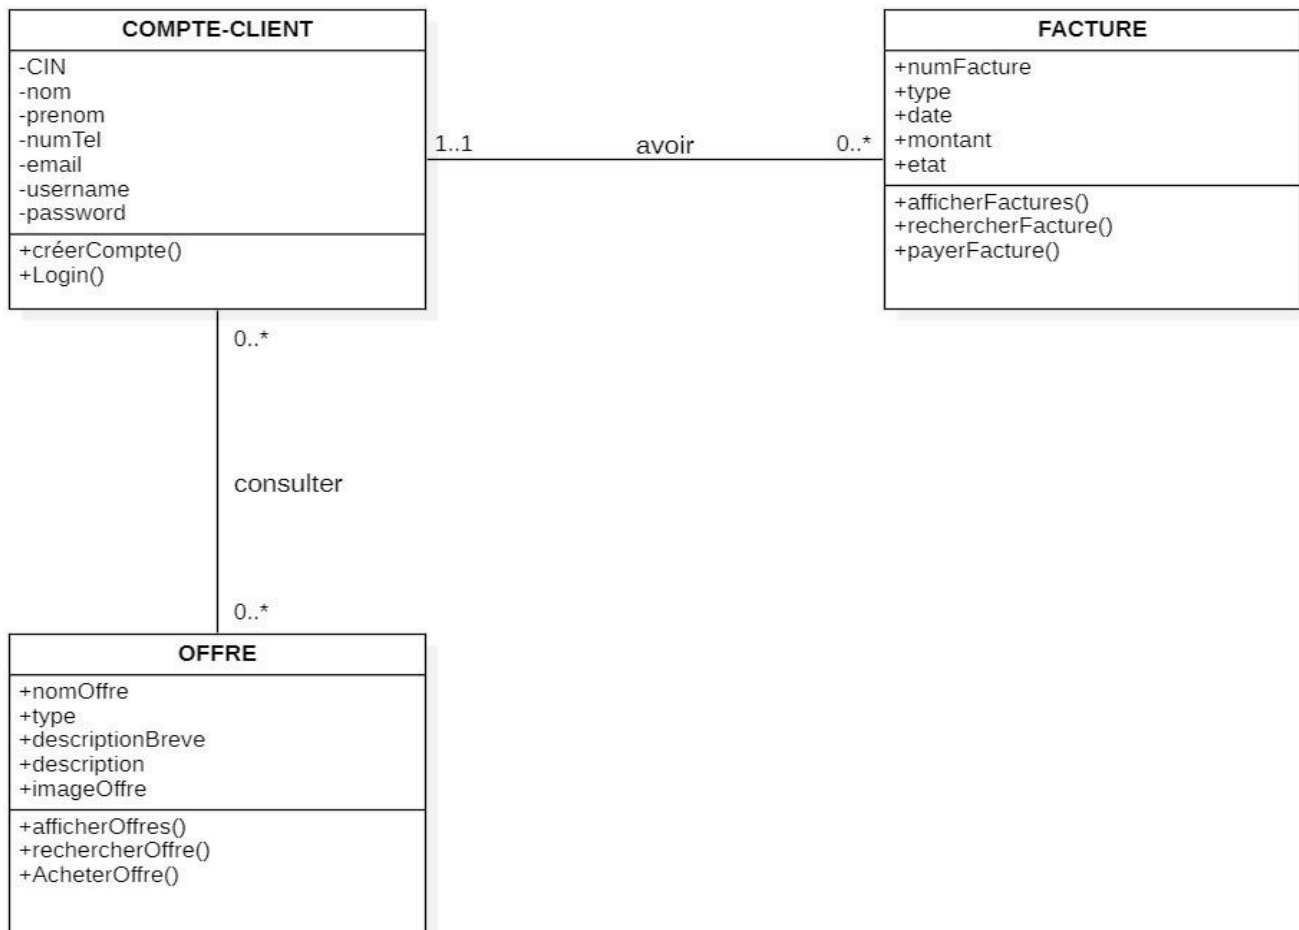 COMPTE-CLIENT
-CIN
-nom
-prenom
-numTel
-email
-username
-password
+créerCompte()
+Login()
1..1
avoir
0..*
FACTURE
+numFacture
+type
+date
+montant
+etat
+afficherFactures()
+rechercherFacture()
+payerFacture()
0..*
consulter
0..*
OFFRE
+nomOffre
+type
+descriptionBreve
+description
+imageOffre
+afficherOffres()
+rechercherOffre()
+AcheterOffre()